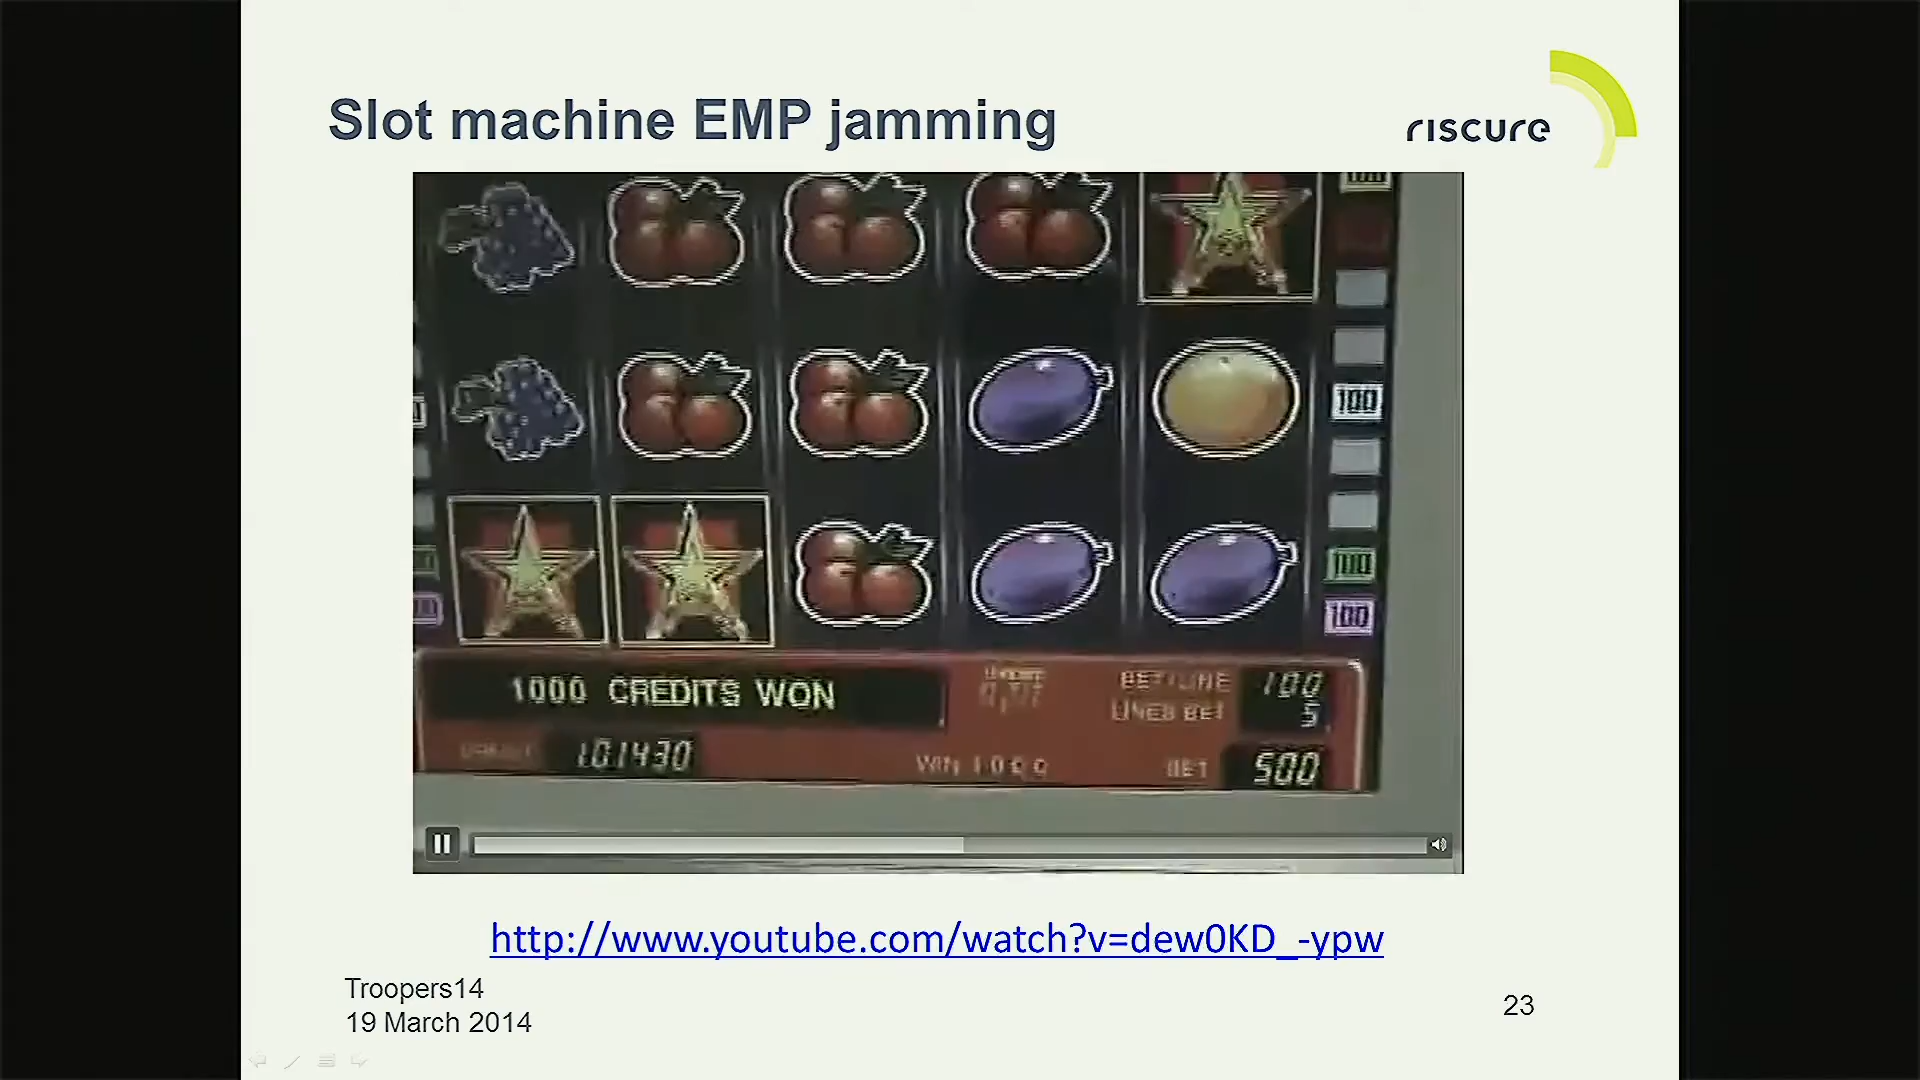 Slot machine EMP jamming
riscure
100
100
1000 CREDITS WON
BET/LINE 100
LINES BET 5
101430
WIN 1000
BET 500
http://www.youtube.com/watch?v=dew0KD_-ypw
Troopers14
19 March 2014
23